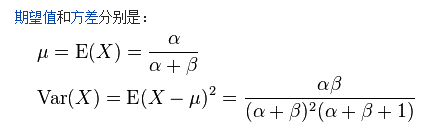 期望值和方差分别是：
μ = E(X) = α / (α + β)
Var(X) = E(X − μ)² = αβ / ((α + β)²(α + β + 1))